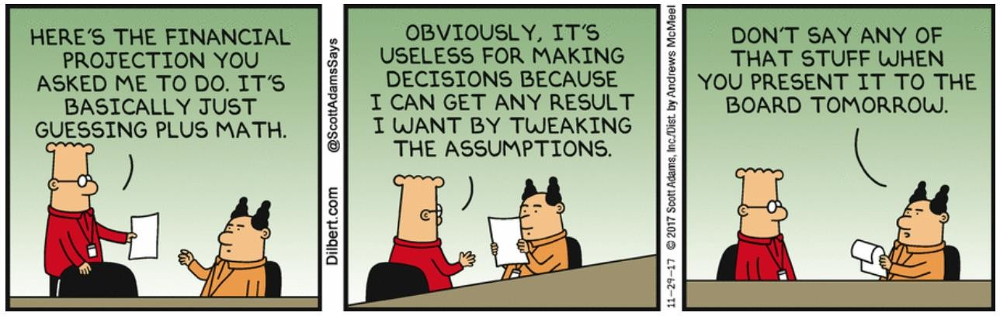 HERE'S THE FINANCIAL
PROJECTION YOU
ASKED ME TO DO. IT'S
BASICALLY JUST
GUESSING PLUS MATH.
Dilbert.com @ScottAdamsSays
OBVIOUSLY, IT'S
USELESS FOR MAKING
DECISIONS BECAUSE
I CAN GET ANY RESULT
I WANT BY TWEAKING
THE ASSUMPTIONS.
11-29-17 © 2017 Scott Adams, Inc./Dist. by Andrews McMeel
DON'T SAY ANY OF
THAT STUFF WHEN
YOU PRESENT IT TO THE
BOARD TOMORROW.